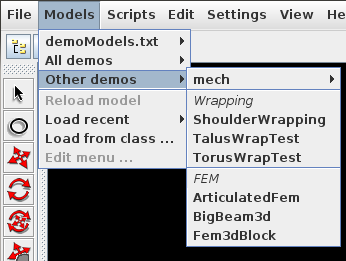 File Models Scripts Edit Settings View He
demoModels.txt
All demos
Other demos
Reload model
Load recent
Load from class ...
Edit menu ...
mech
Wrapping
ShoulderWrapping
TalusWrapTest
TorusWrapTest
FEM
ArticulatedFem
BigBeam3d
Fem3dBlock